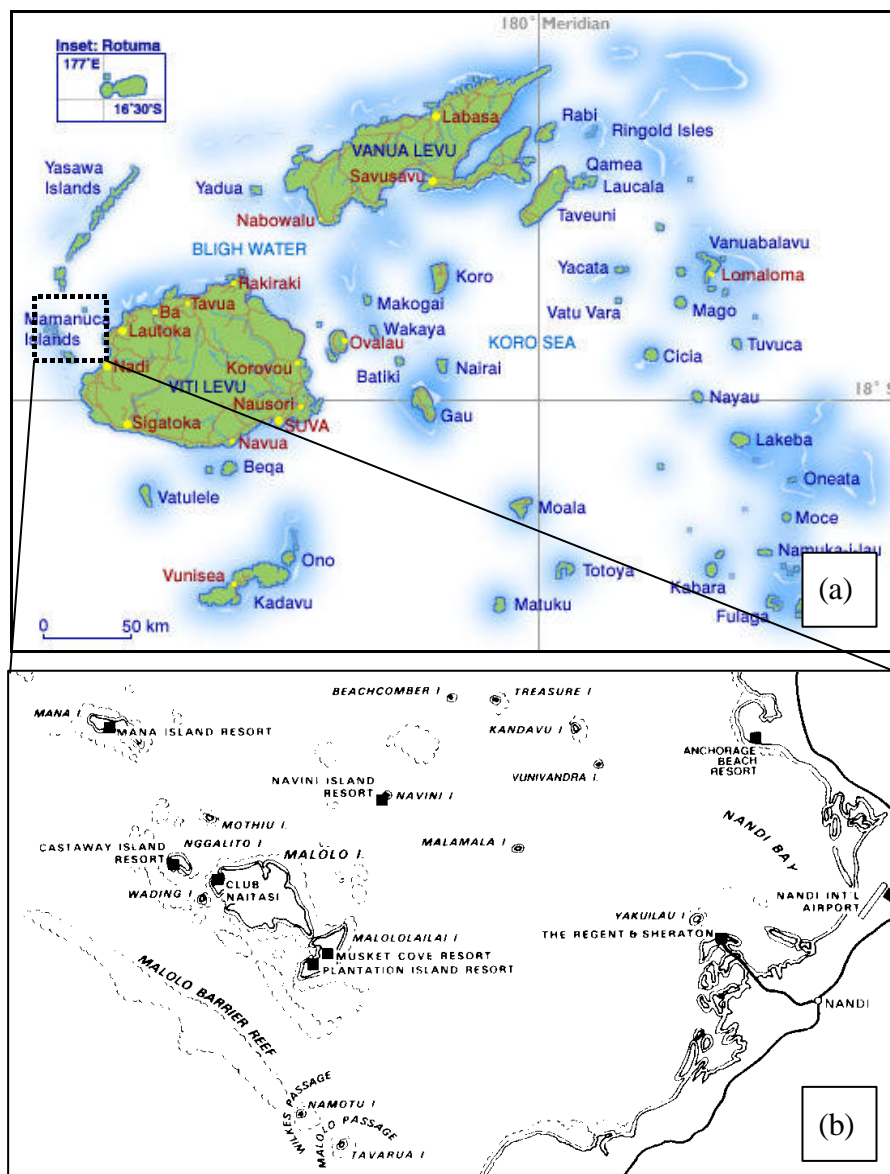 180° Meridian
Inset: Rotuma
177°E
16°30'S
Labasa
Rabi
Ringold Isles
VANUA LEVU
Yasawa
Islands
Yadua
Savusavu
Qamea
Laucala
Taveuni
Nabowalu
BLIGH WATER
Vanuabalavu
Koro
Yacata
Lomaloma
Rakiraki
Makogai
Vatu Vara
Mago
Ba
Tavua
Mamanuca
Islands
Lautoka
Wakaya
Ovalau
KORO SEA
Tuvuca
Nadi
Korovou
Batiki
Nairai
Cicia
VITI LEVU
18° S
Nausori
Gau
Nayau
Sigatoka
SUVA
Navua
Lakeba
Beqa
Oneata
Vatulele
Moala
Moce
Ono
Namuka-i-lau
Vunisea
Totoya
Kabara
(a)
Kadavu
Matuku
Fulaga
0 50 km
BEACHCOMBER I
TREASURE I
MANA I.
MANA ISLAND RESORT
KANDAVU I
ANCHORAGE
BEACH
RESORT
NAVINI ISLAND
RESORT
NAVINI I
VUNIVANDRA I.
MOTHIU I.
NANDI BAY
CASTAWAY ISLAND
RESORT
NGGALITO I.
MALOLO I.
MALAMALA I
CLUB
NAITASI
WADING I
NANDI INT'L
AIRPORT
YAKUILAU I
MALOLOLAILAI I
THE REGENT & SHERATON
MUSKET COVE RESORT
PLANTATION ISLAND RESORT
MALOLO BARRIER REEF
NANDI
WILKES PASSAGE
NAMOTU I
MALOLO PASSAGE
TAVARUA I
(b)